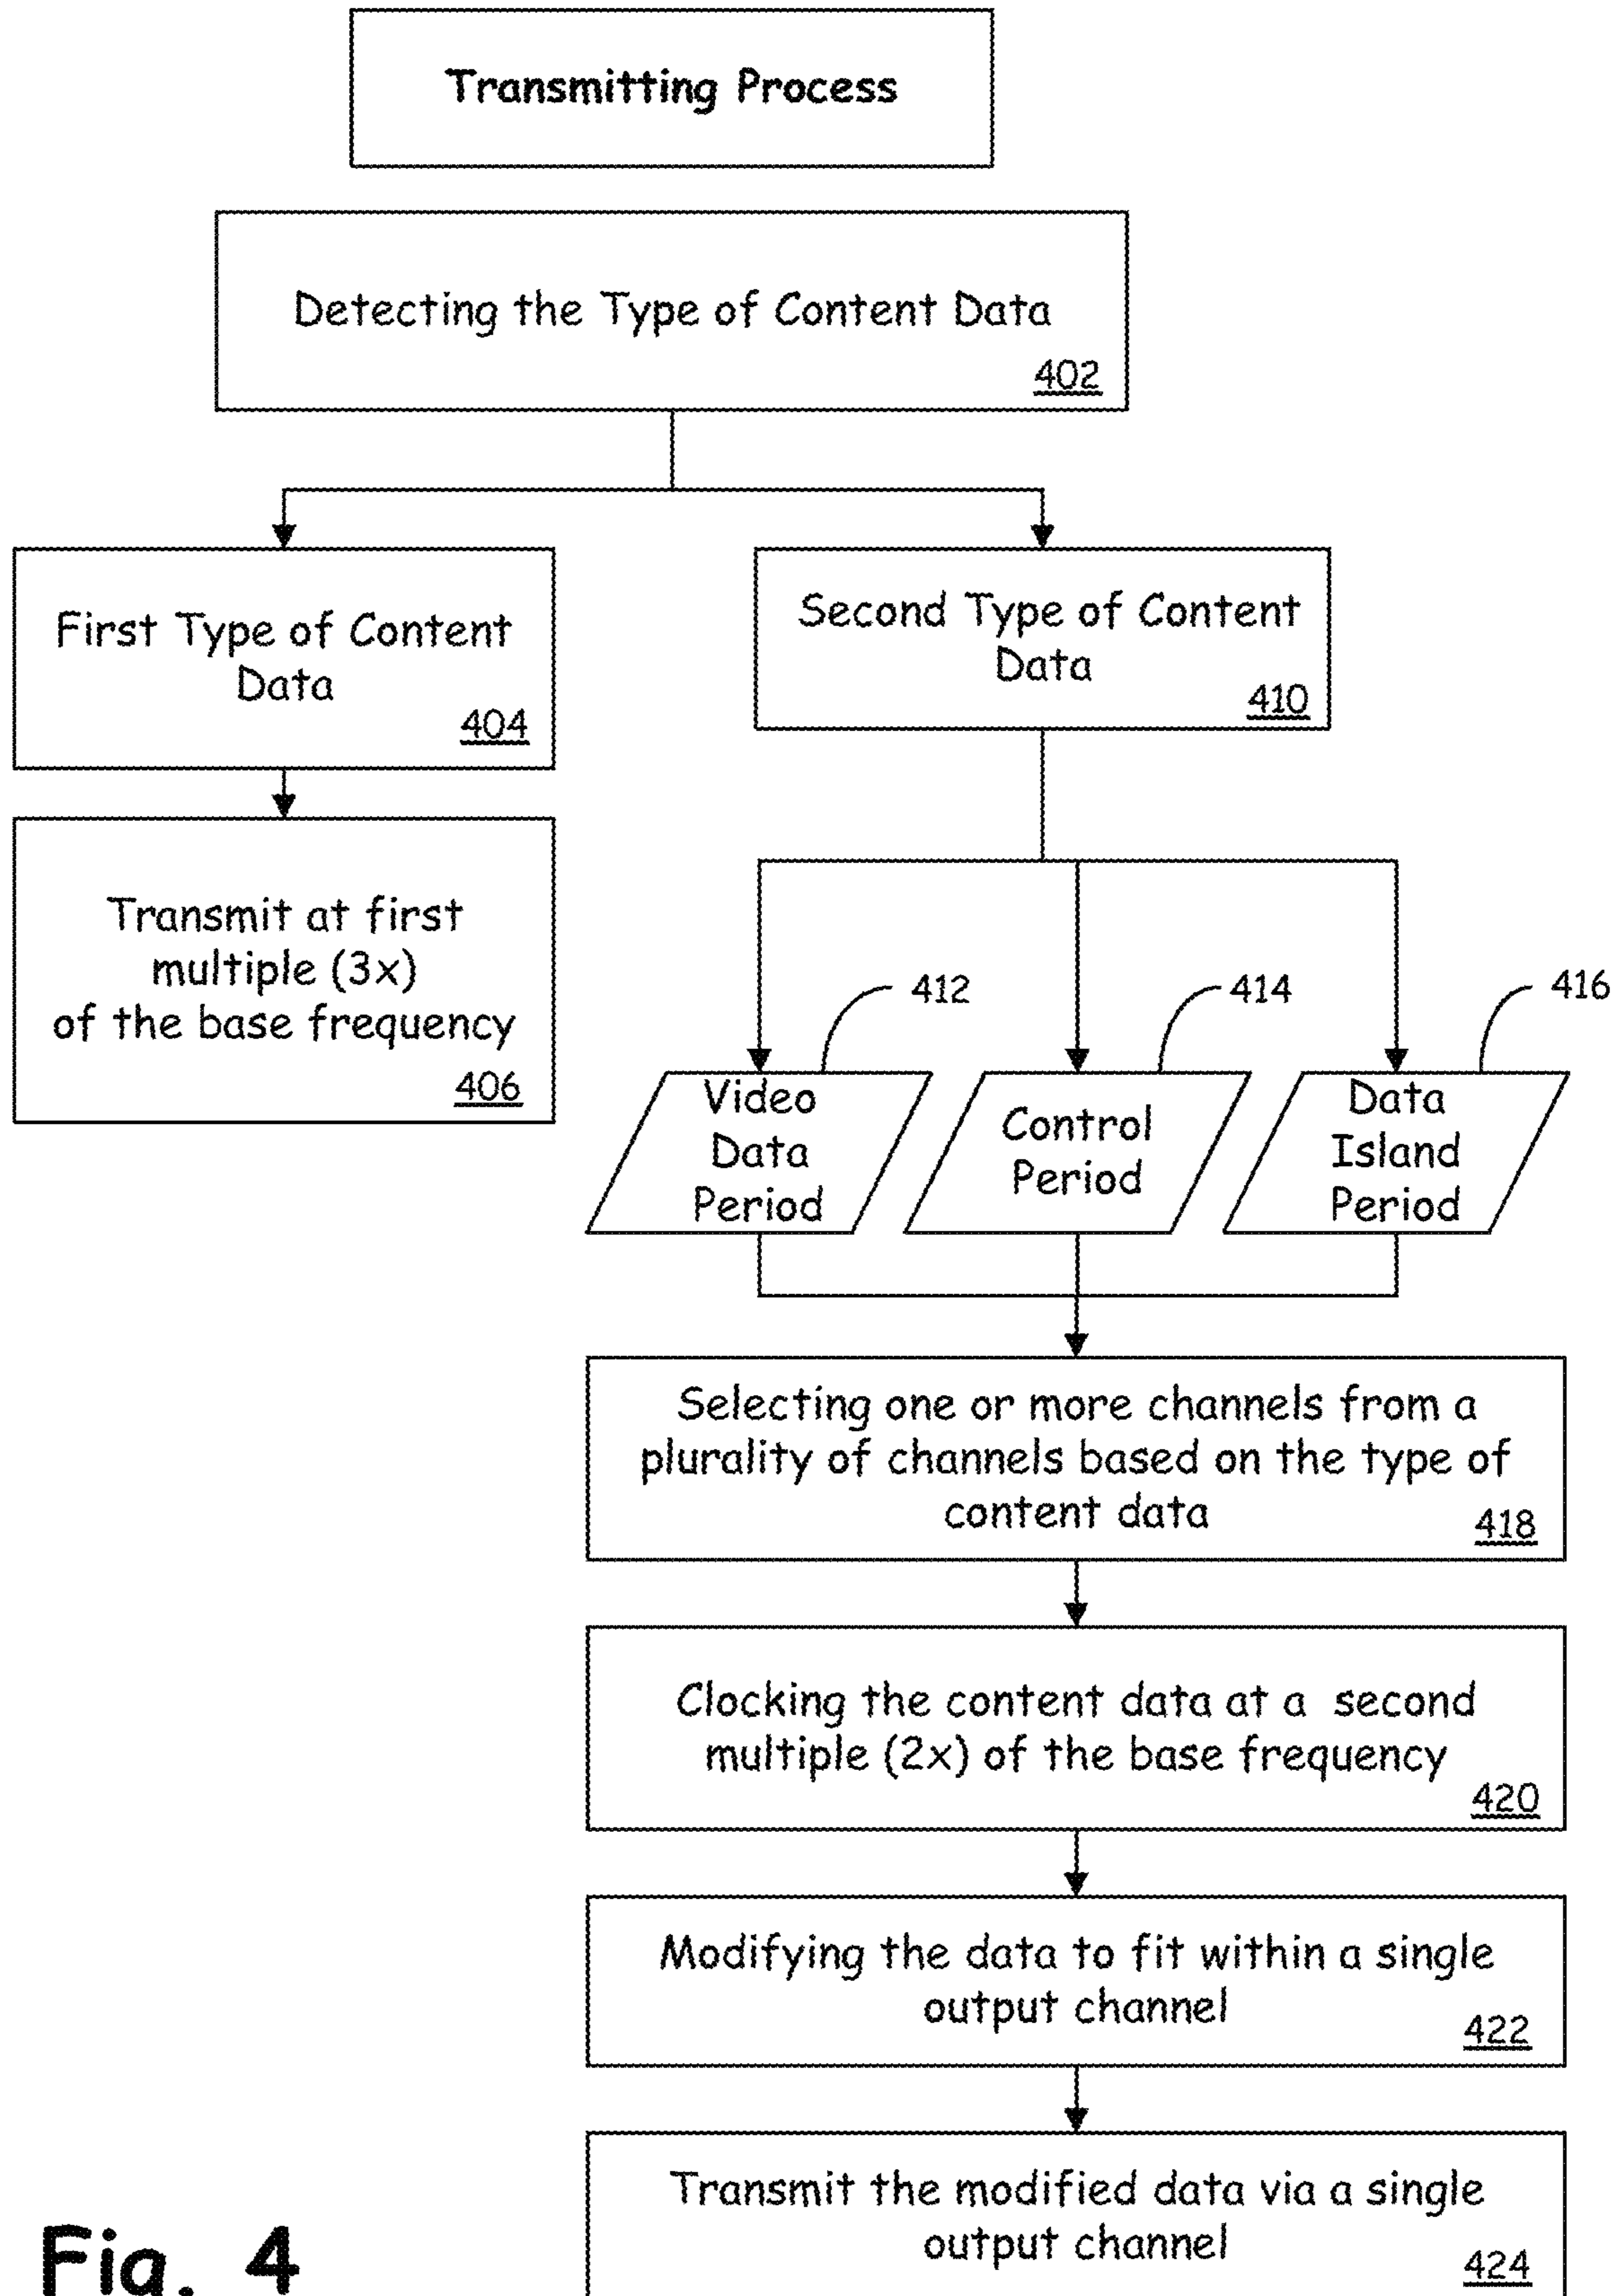 Transmitting Process
Detecting the Type of Content Data
402
First Type of Content
Data
404
Second Type of Content
Data
410
Transmit at first
multiple (3x)
of the base frequency
406
412
414
416
Video
Data
Period
Control
Period
Data
Island
Period
Selecting one or more channels from a
plurality of channels based on the type of
content data
418
Clocking the content data at a second
multiple (2x) of the base frequency
420
Modifying the data to fit within a single
output channel
422
Transmit the modified data via a single
output channel
424
Fig. 4